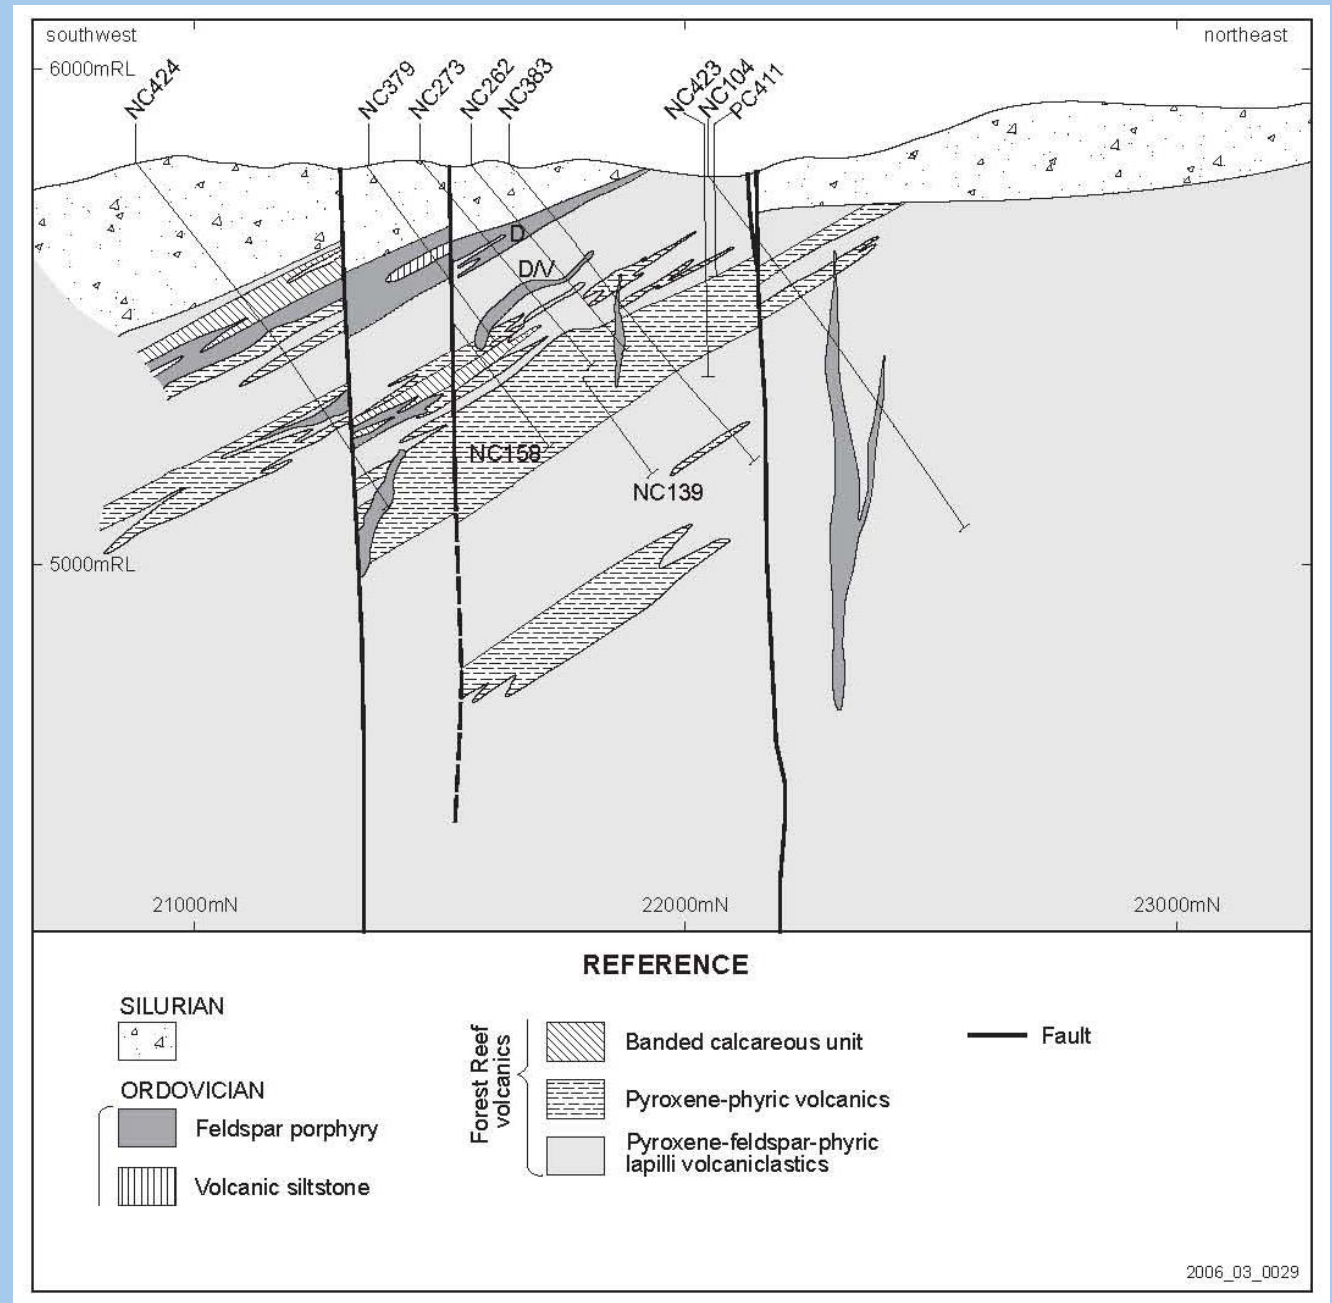 southwest
northeast
6000mRL
NC424
NC379
NC273
NC262
NC383
NC423
NC104
PC411
D
D/V
NC158
NC139
5000mRL
21000mN
22000mN
23000mN
REFERENCE
SILURIAN
ORDOVICIAN
Feldspar porphyry
Volcanic siltstone
Forest Reef
volcanics
Banded calcareous unit
Pyroxene-phyric volcanics
Pyroxene-feldspar-phyric
lapilli volcaniclastics
Fault
2006_03_0029